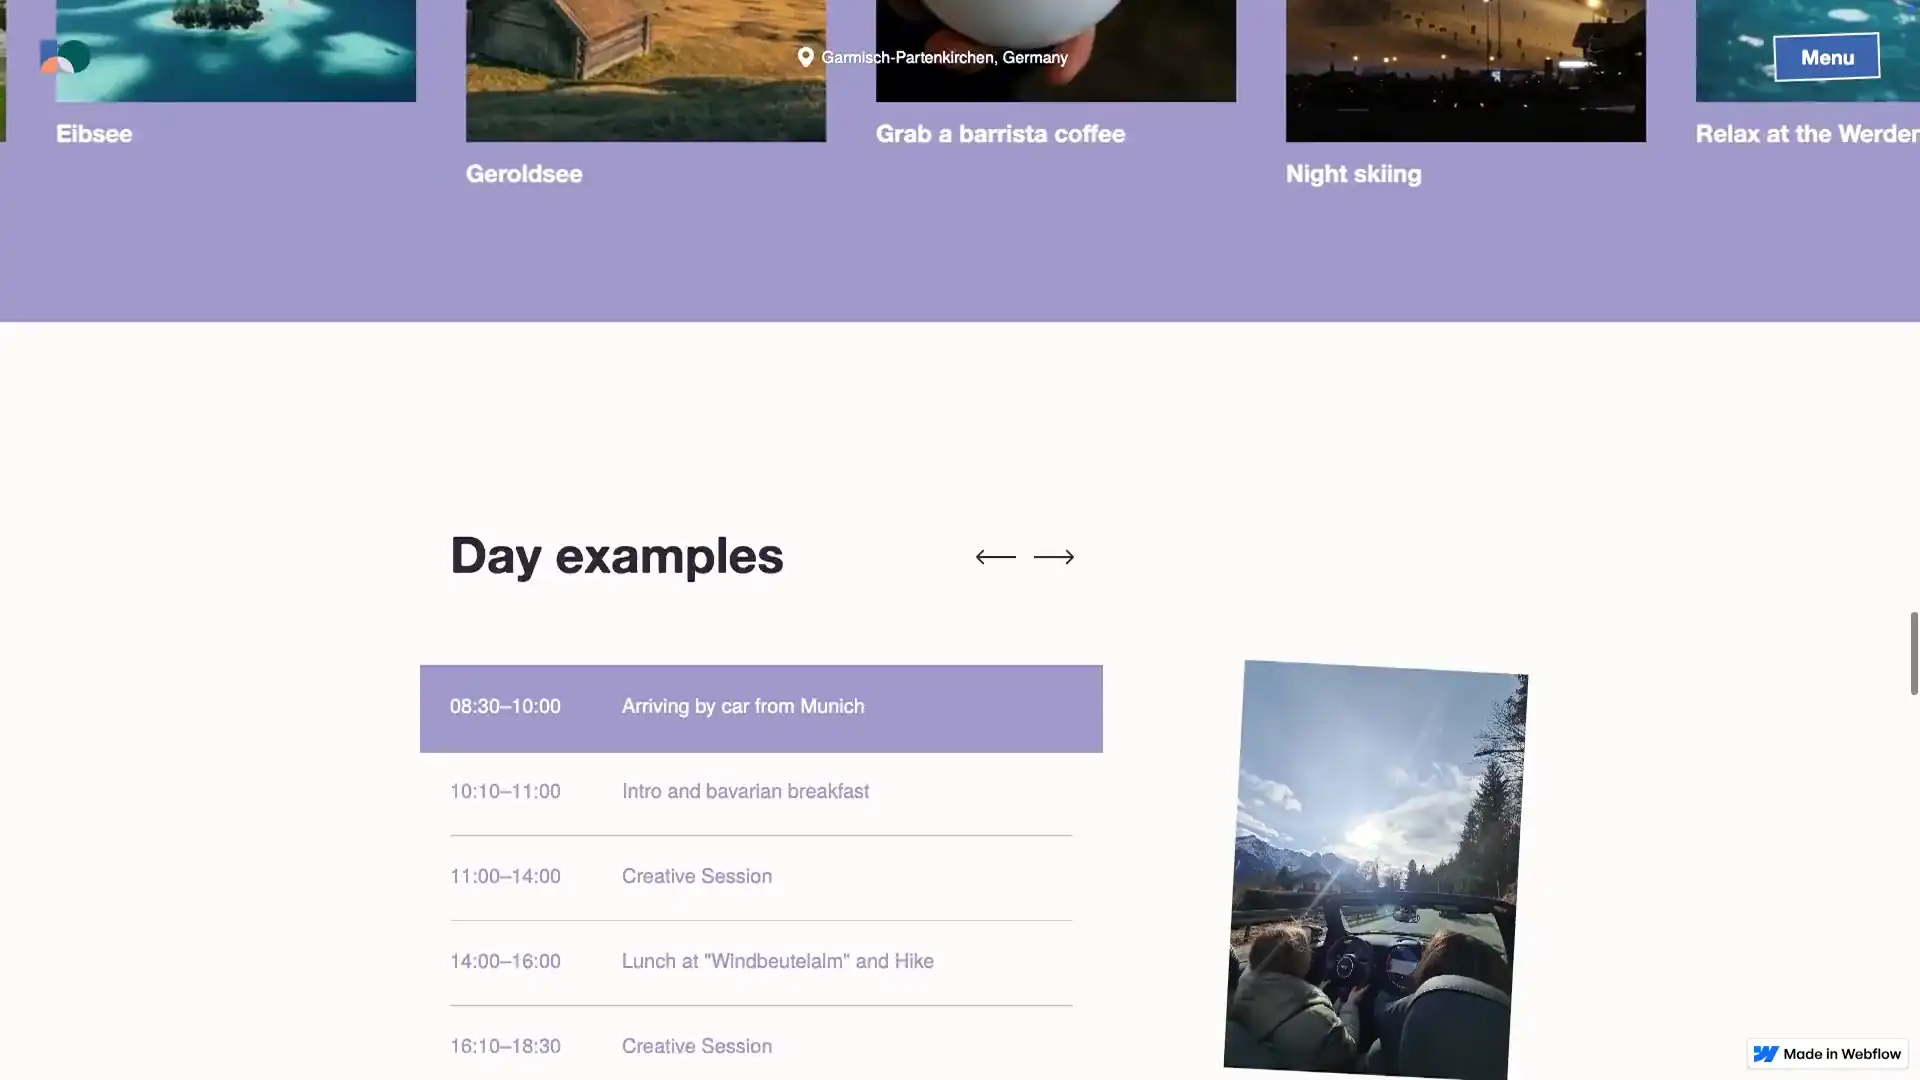 Garmisch-Partenkirchen, Germany
Menu
Eibsee
Geroldsee
Grab a barrista coffee
Night skiing
Relax at the Werden
Day examples
08:30–10:00 Arriving by car from Munich
10:10–11:00 Intro and bavarian breakfast
11:00–14:00 Creative Session
14:00–16:00 Lunch at "Windbeutelalm" and Hike
16:10–18:30 Creative Session
Made in Webflow